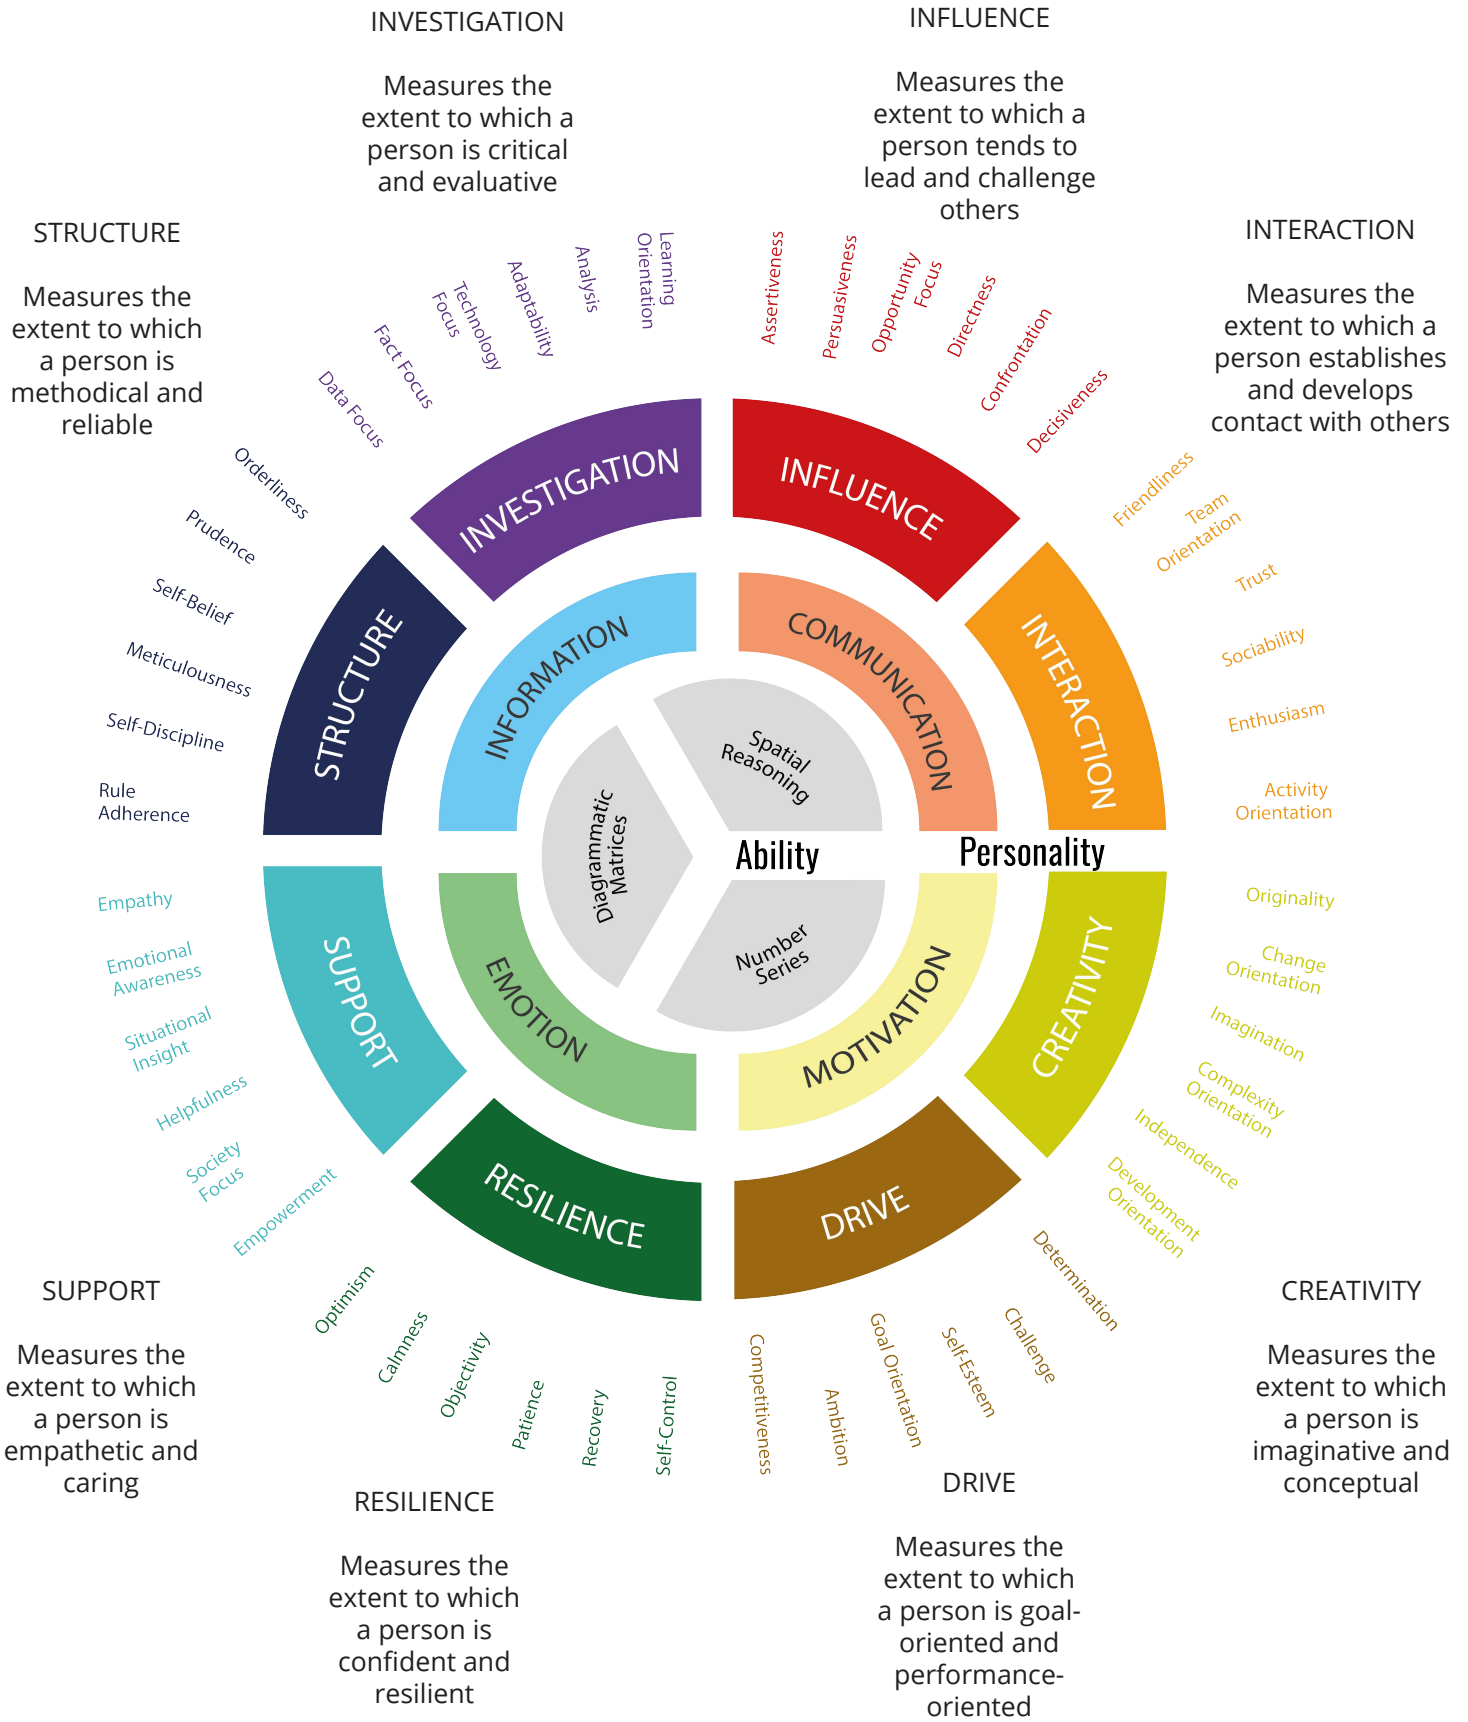 INVESTIGATION
Measures the
extent to which a
person is critical
and evaluative
INFLUENCE
Measures the
extent to which a
person tends to
lead and challenge
others
STRUCTURE
Measures the
extent to which
a person is
methodical and
reliable
INTERACTION
Measures the
extent to which a
person establishes
and develops
contact with others
Data Focus
Fact Focus
Technology
Focus
Adaptability
Analysis
Learning
Orientation
Assertiveness
Persuasiveness
Opportunity
Focus
Directness
Confrontation
Decisiveness
Orderliness
Prudence
Self-Belief
Meticulousness
Self-Discipline
Rule
Adherence
Friendliness
Team
Orientation
Trust
Sociability
Enthusiasm
Activity
Orientation
INVESTIGATION
INFLUENCE
STRUCTURE
INTERACTION
INFORMATION
COMMUNICATION
Spatial
Reasoning
Diagrammatic
Matrices
Ability
Personality
Number
Series
EMOTION
MOTIVATION
SUPPORT
CREATIVITY
RESILIENCE
DRIVE
Empathy
Emotional
Awareness
Situational
Insight
Helpfulness
Society
Focus
Empowerment
Originality
Change
Orientation
Imagination
Complexity
Orientation
Independence
Development
Orientation
Optimism
Calmness
Objectivity
Patience
Recovery
Self-Control
Competitiveness
Ambition
Goal Orientation
Self-Esteem
Challenge
Determination
SUPPORT
Measures the
extent to which
a person is
empathetic and
caring
CREATIVITY
Measures the
extent to which
a person is
imaginative and
conceptual
RESILIENCE
Measures the
extent to which
a person is
confident and
resilient
DRIVE
Measures the
extent to which
a person is goal-
oriented and
performance-
oriented